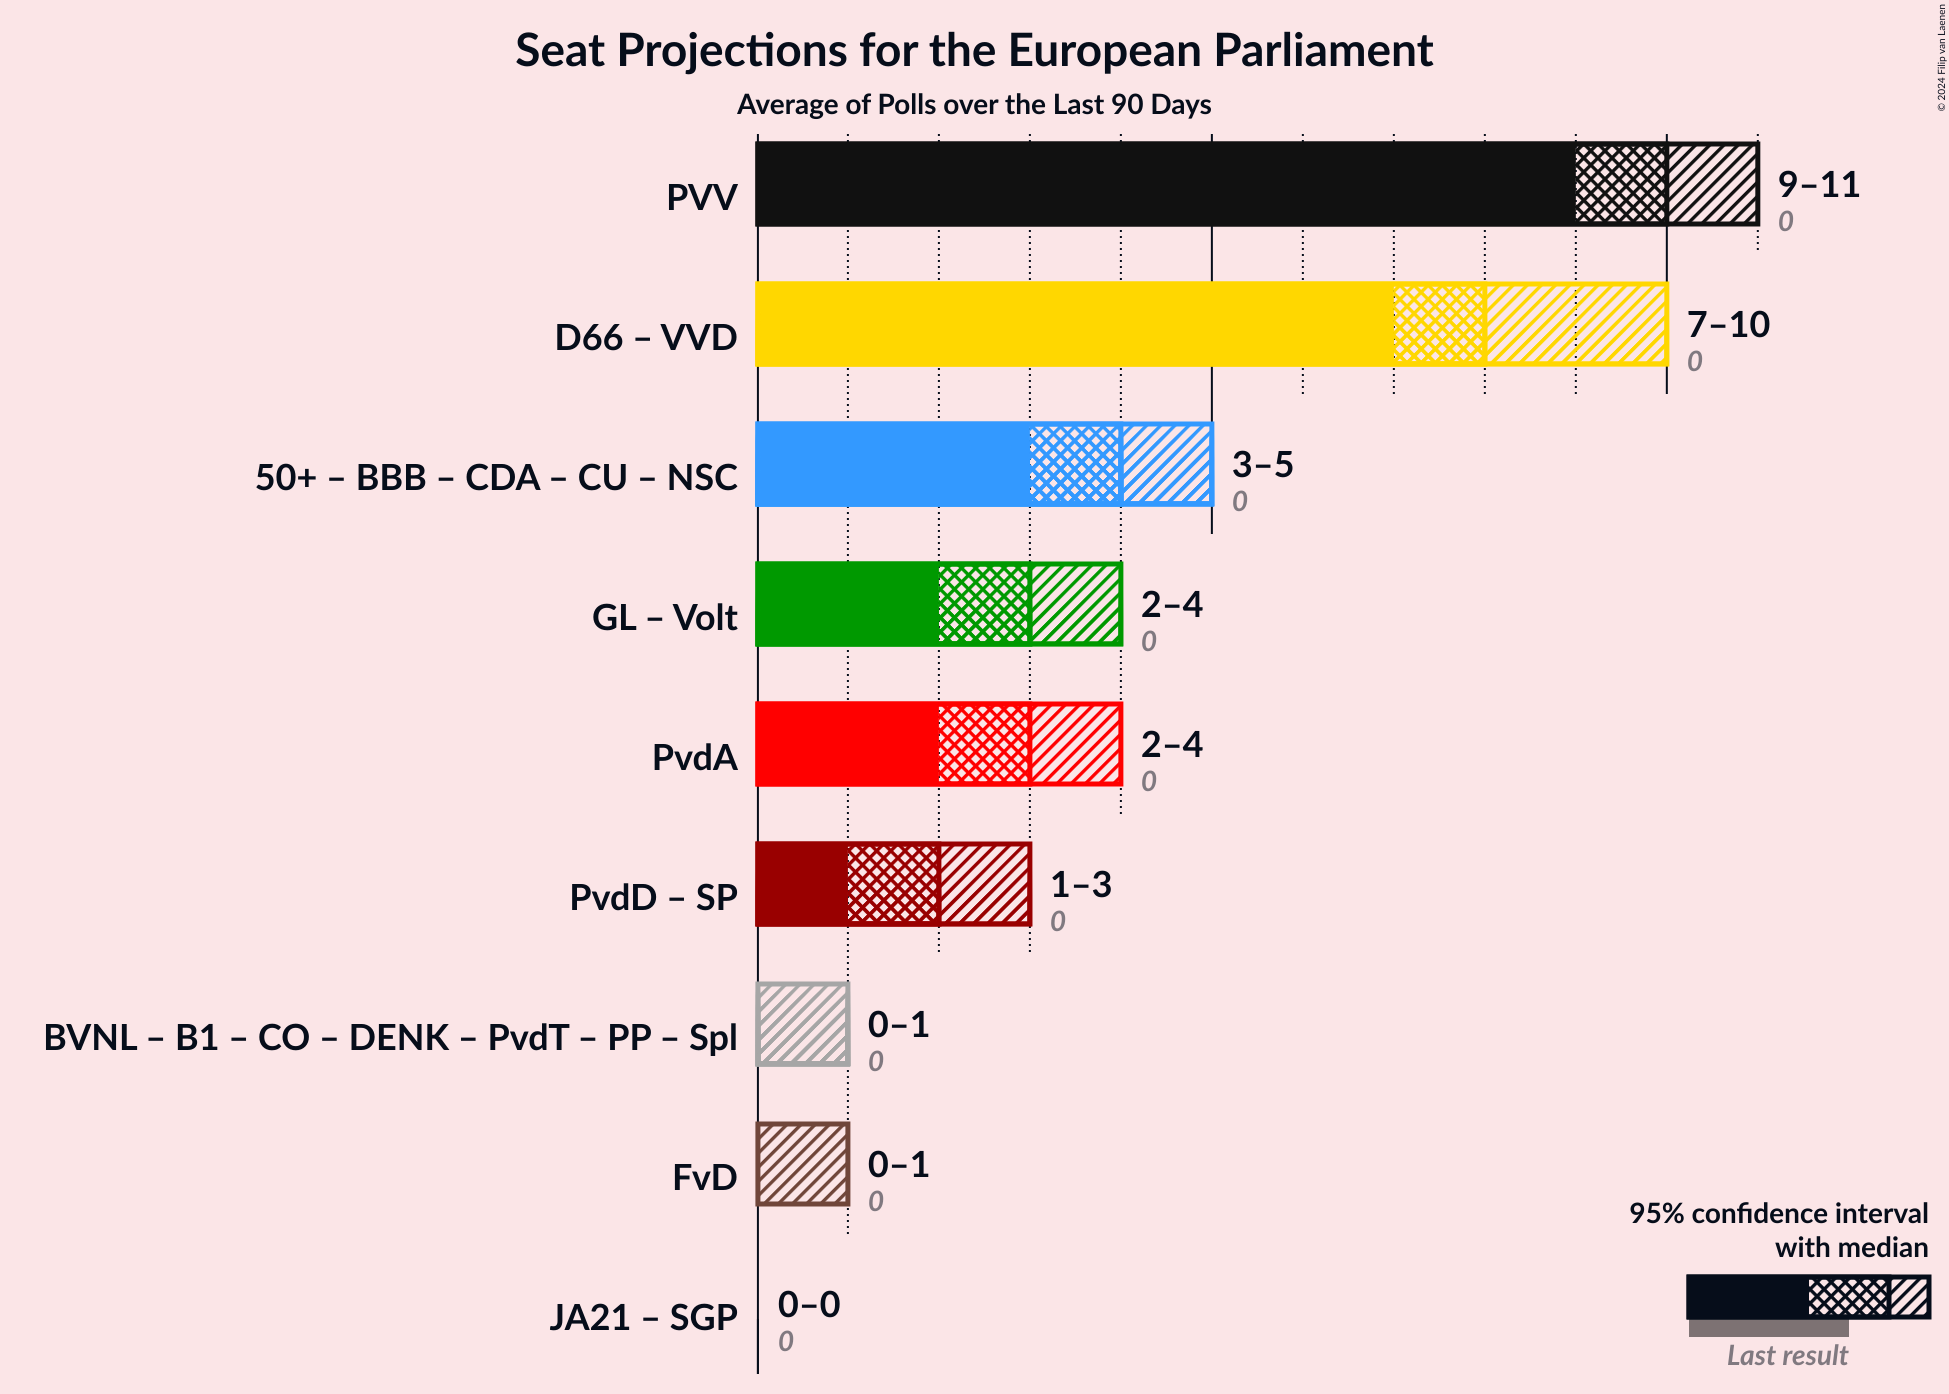 Seat Projections for the European Parliament
Average of Polls over the Last 90 Days
© 2024 Filip van Laenen
PVV
9–11
0
D66 – VVD
7–10
0
50+ – BBB – CDA – CU – NSC
3–5
0
GL – Volt
2–4
0
PvdA
2–4
0
PvdD – SP
1–3
0
BVNL – B1 – CO – DENK – PvdT – PP – Spl
0–1
0
FvD
0–1
0
JA21 – SGP
0–0
0
95% confidence interval
with median
Last result